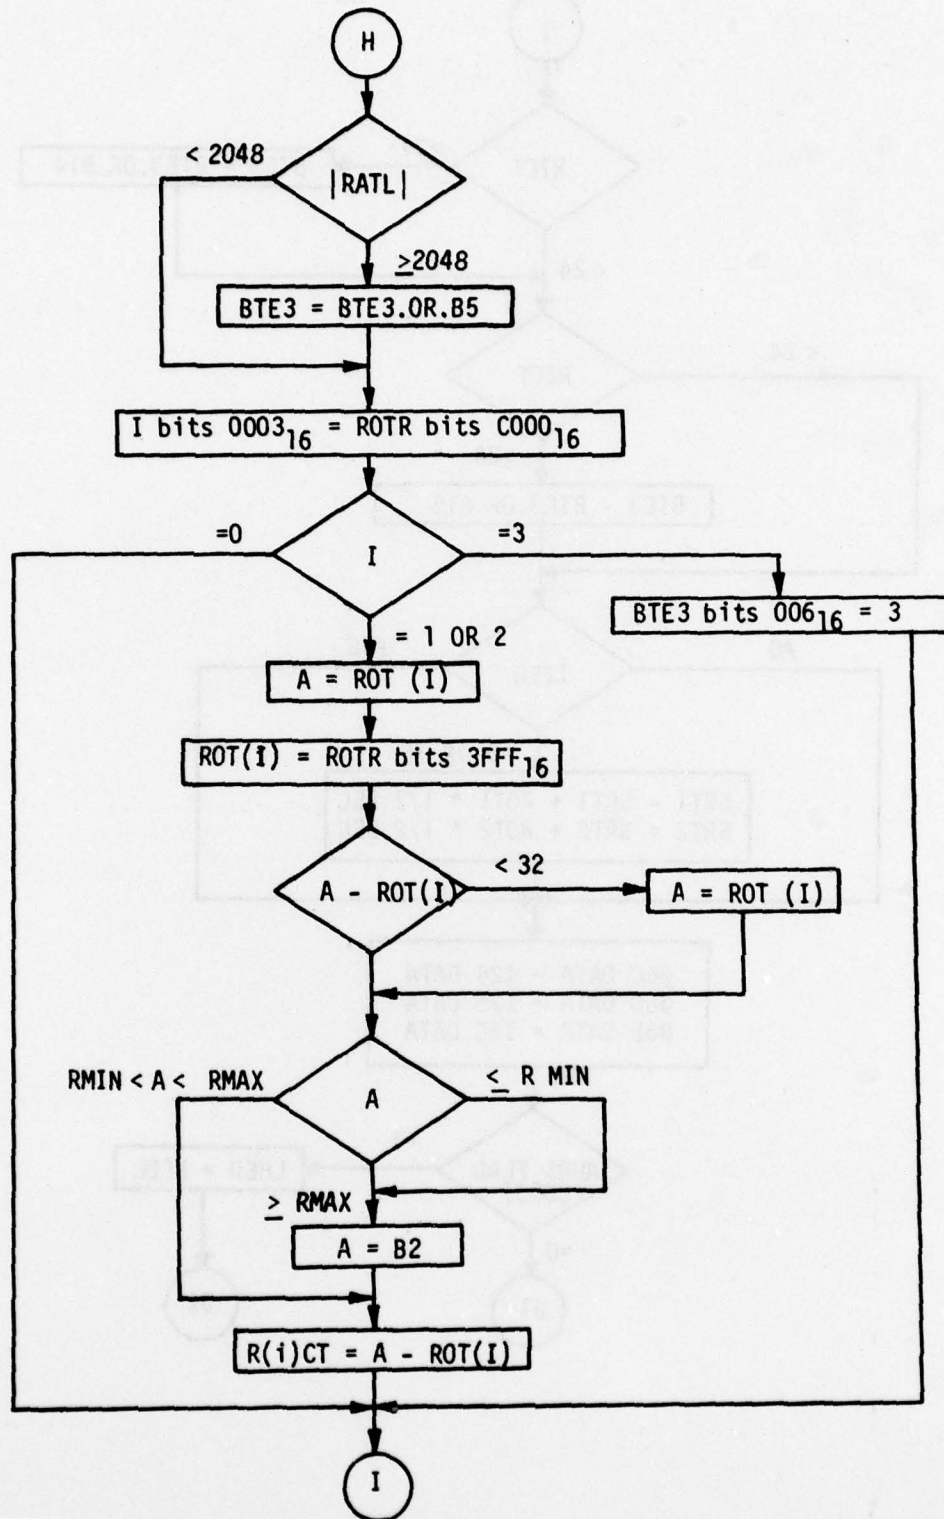 H
< 2048
|RATL|
≥2048
BTE3 = BTE3.OR.B5
I bits 0003₁₆ = ROTR bits C000₁₆
=0
I
=3
BTE3 bits 006₁₆ = 3
= 1 OR 2
A = ROT (I)
ROT(I) = ROTR bits 3FFF₁₆
A - ROT(I)
< 32
A = ROT (I)
RMIN < A < RMAX
A
≤ R MIN
≥ RMAX
A = B2
R(i)CT = A - ROT(I)
I